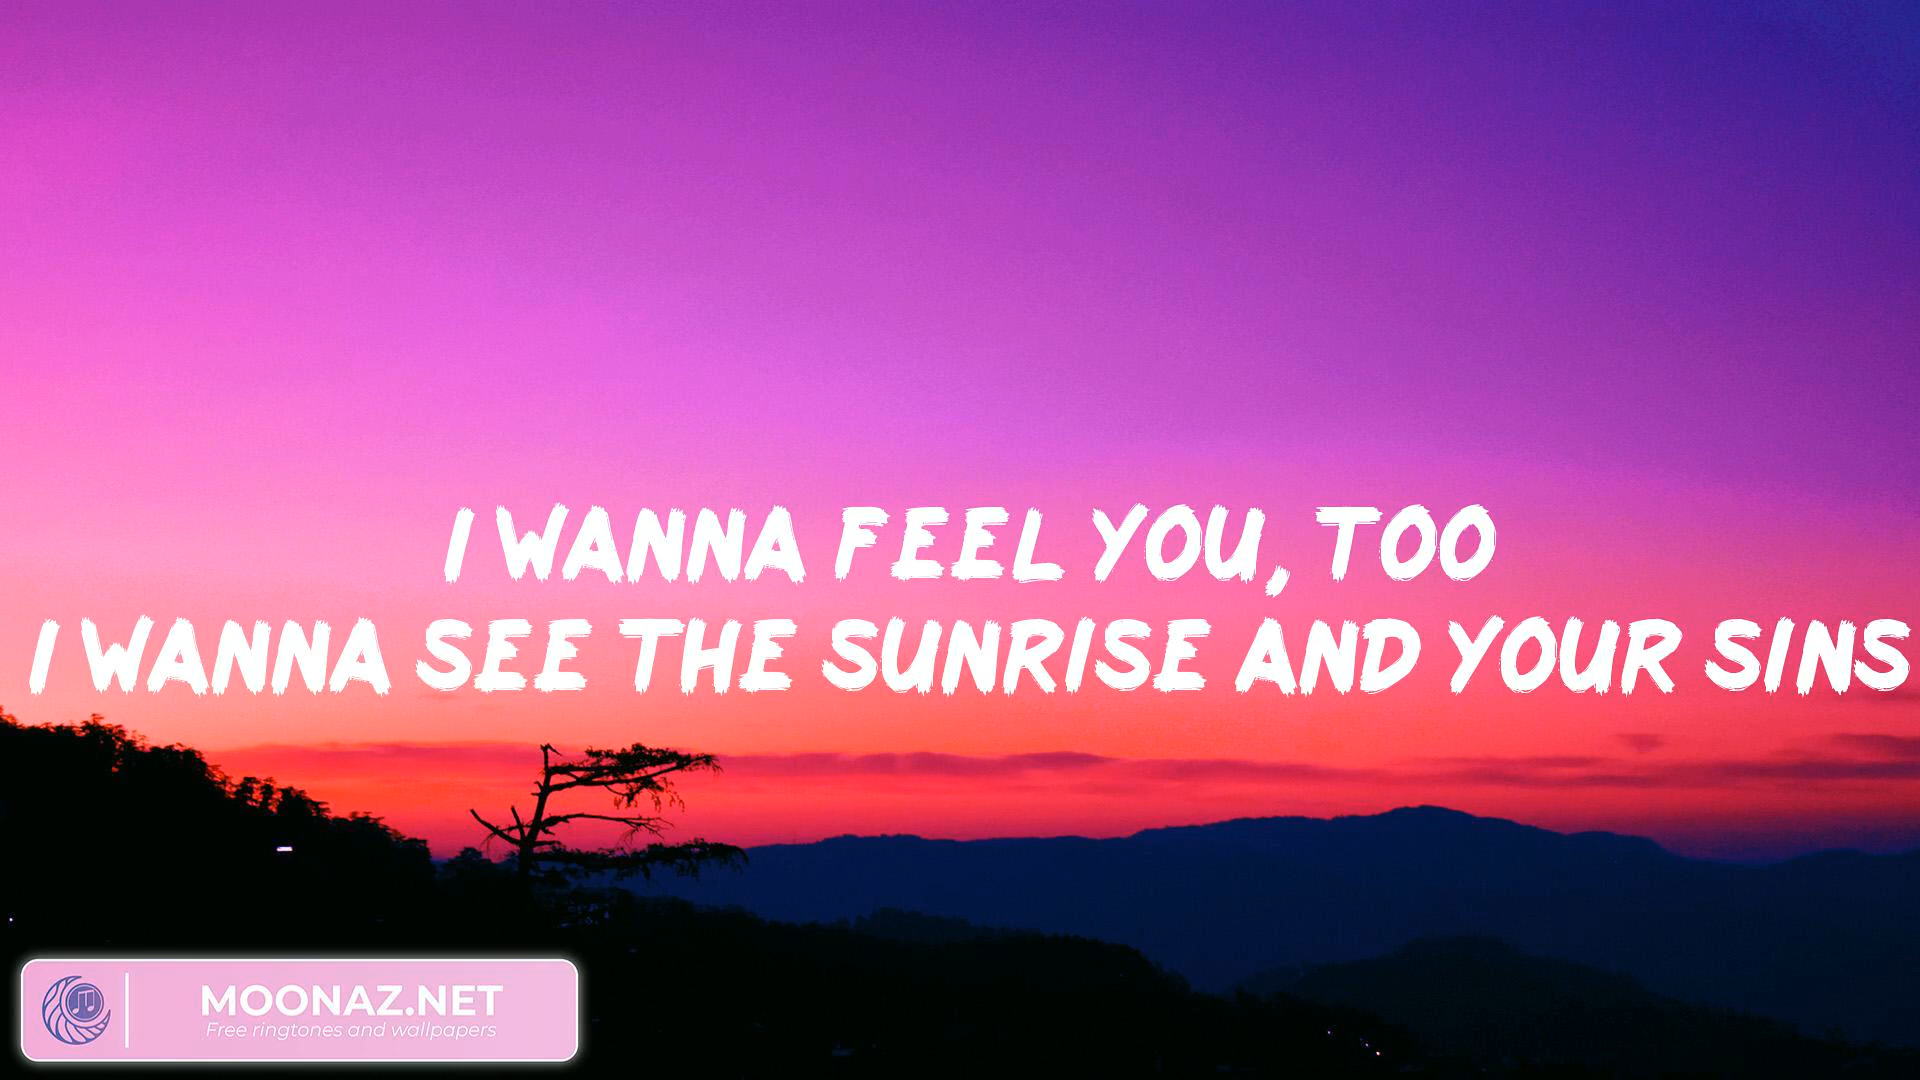 I WANNA FEEL YOU, TOO
I WANNA SEE THE SUNRISE AND YOUR SINS
MOONAZ.NET
Free ringtones and wallpapers